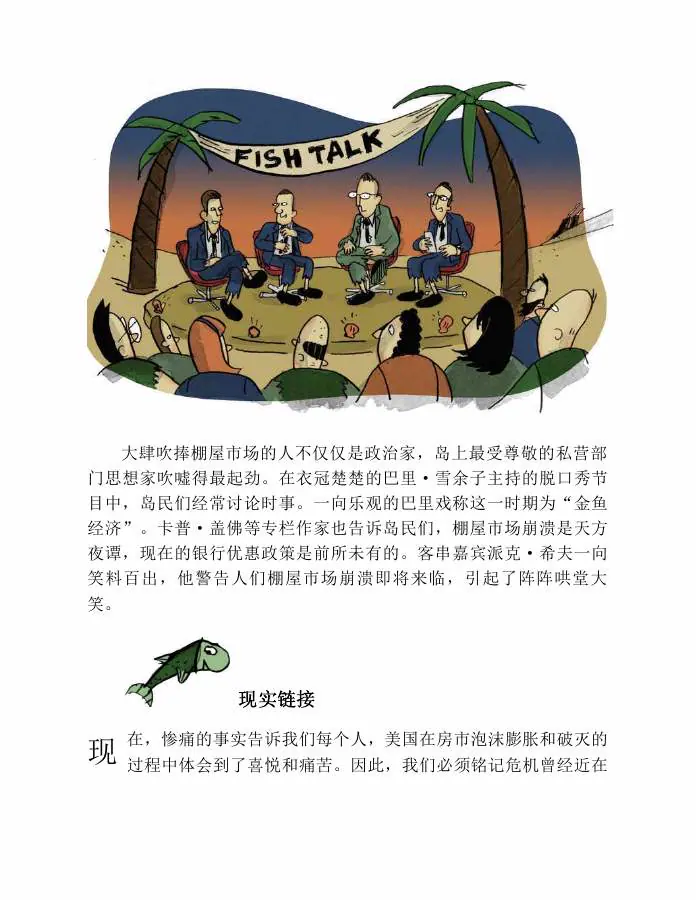 FISH TALK
大肆吹捧棚屋市场的人不仅仅是政治家，岛上最受尊敬的私营部
门思想家吹嘘得最起劲。在衣冠楚楚的巴里·雪余子主持的脱口秀节
目中，岛民们经常讨论时事。一向乐观的巴里戏称这一时期为“金鱼
经济”。卡普·盖佛等专栏作家也告诉岛民们，棚屋市场崩溃是天方
夜谭，现在的银行优惠政策是前所未有的。客串嘉宾派克·希夫一向
笑料百出，他警告人们棚屋市场崩溃即将来临，引起了阵阵哄堂大
笑。
现实链接
现在，惨痛的事实告诉我们每个人，美国在房市泡沫膨胀和破灭的
过程中体会到了喜悦和痛苦。因此，我们必须铭记危机曾经近在